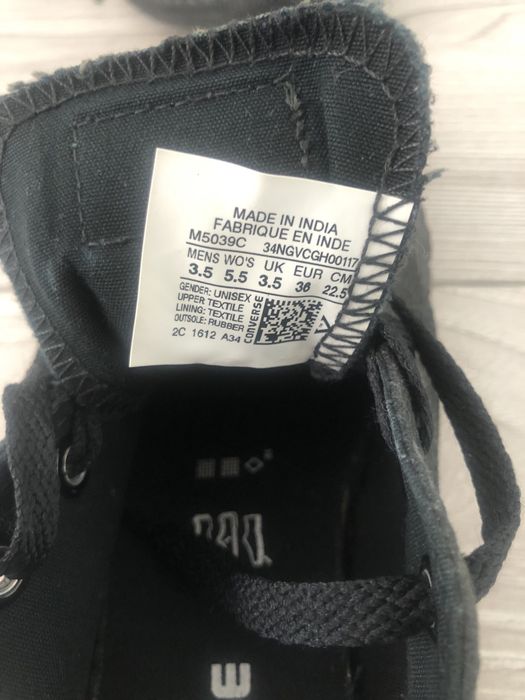 MADE IN INDIA
FABRIQUE EN INDE
M5039C 34NGVCGH00117
MENS WO'S UK EUR CM
3.5 5.5 3.5 36 22.5
GENDER: UNISEX
UPPER: TEXTILE
LINING: TEXTILE
OUTSOLE: RUBBER
CONVERSE
2C 1612 A34